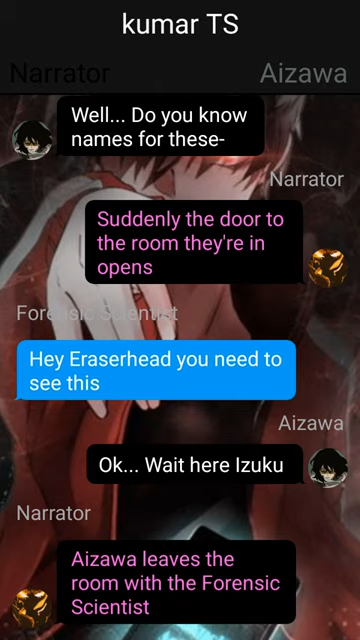 kumar TS
Narrator
Aizawa
Well... Do you know
names for these-
Narrator
Suddenly the door to
the room they're in
opens
Forensic Scientist
Hey Eraserhead you need to
see this
Aizawa
Ok... Wait here Izuku
Narrator
Aizawa leaves the
room with the Forensic
Scientist